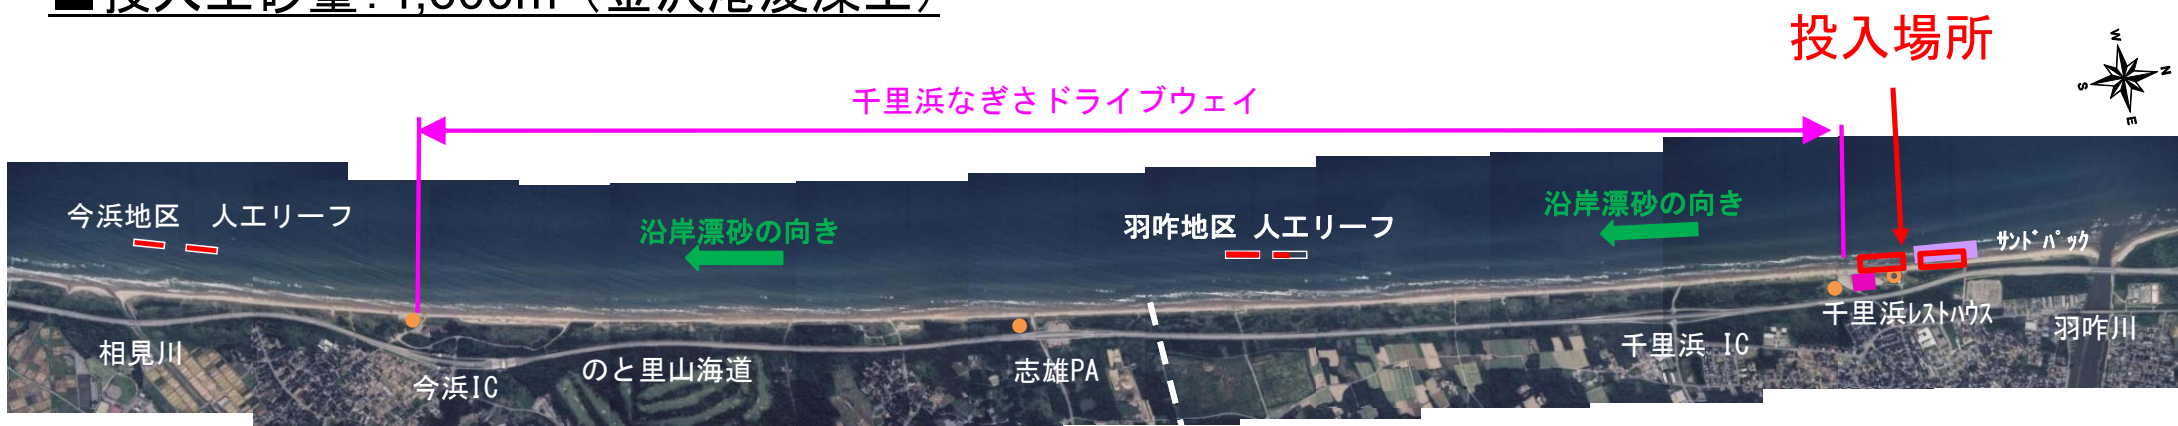 投入場所
千里浜なぎさドライブウェイ
W
N
S
E
今浜地区　人工リーフ
沿岸漂砂の向き
羽咋地区 人工リーフ
沿岸漂砂の向き
ｻﾝﾄﾞﾊﾟｯｸ
相見川
今浜IC
のと里山海道
志雄PA
千里浜 IC
千里浜ﾚｽﾄﾊｳｽ
羽咋川